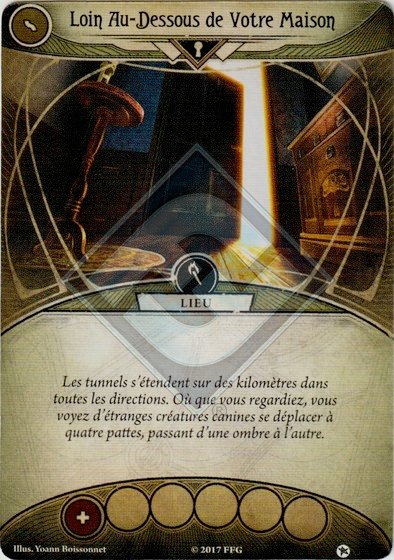 Loin Au-Dessous de Votre Maison
LIEU
Les tunnels s'étendent sur des kilomètres dans
toutes les directions. Où que vous regardiez, vous
voyez d'étranges créatures canines se déplacer à
quatre pattes, passant d'une ombre à l'autre.
®
Illus. Yoann Boissonnet
© 2017 FFG